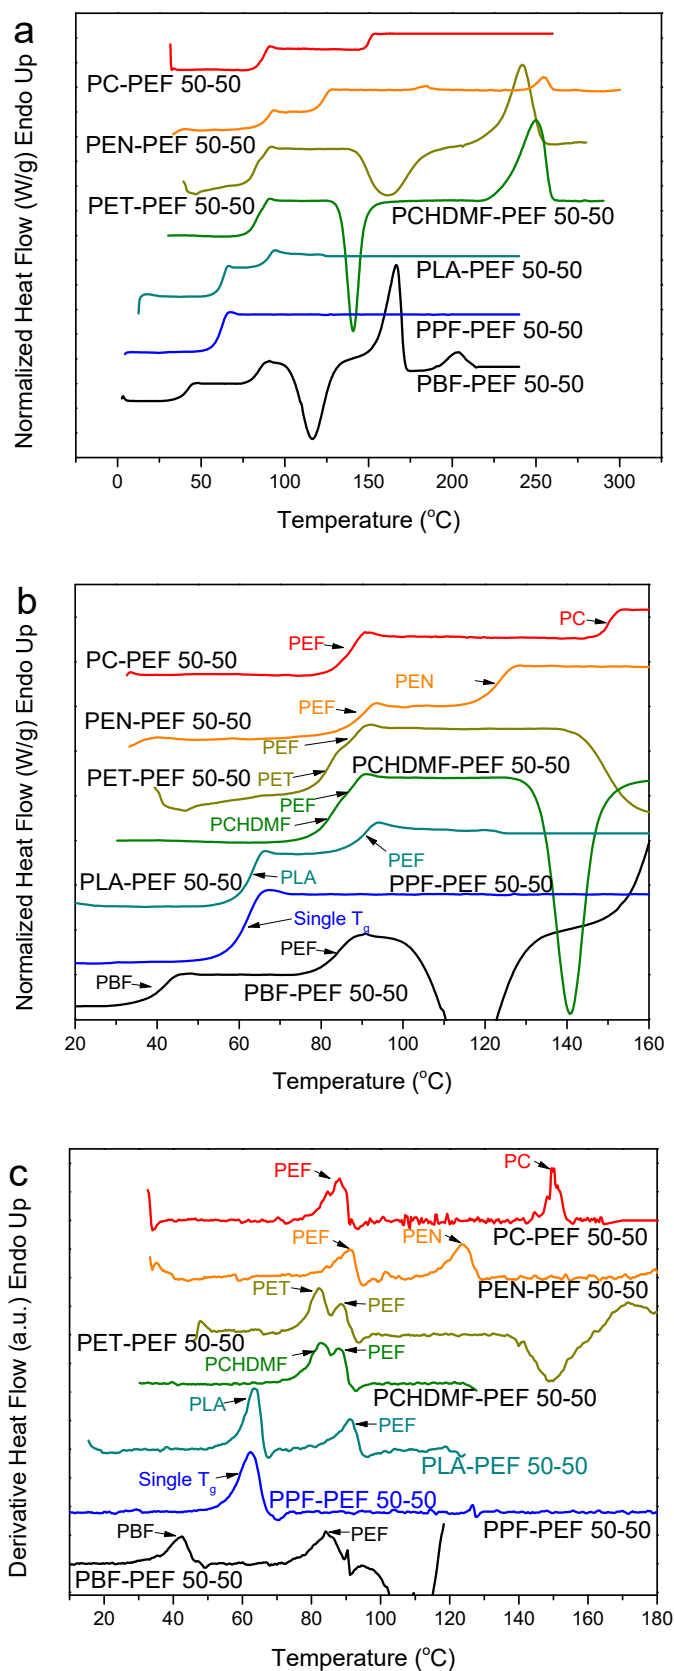 a
Normalized Heat Flow (W/g) Endo Up
PC-PEF 50-50
PEN-PEF 50-50
PET-PEF 50-50
PCHDMF-PEF 50-50
PLA-PEF 50-50
PPF-PEF 50-50
PBF-PEF 50-50
0 50 100 150 200 250 300
Temperature (°C)
b
Normalized Heat Flow (W/g) Endo Up
PC
PEF
PC-PEF 50-50
PEN
PEF
PEN-PEF 50-50
PEF
PET-PEF 50-50
PET
PCHDMF-PEF 50-50
PEF
PCHDMF
PEF
PLA-PEF 50-50
PLA
PPF-PEF 50-50
Single Tg
PEF
PBF
PBF-PEF 50-50
20 40 60 80 100 120 140 160
Temperature (°C)
c
Derivative Heat Flow (a.u.) Endo Up
PEF
PC
PC-PEF 50-50
PEF
PEN
PEN-PEF 50-50
PET
PEF
PET-PEF 50-50
PCHDMF
PEF
PCHDMF-PEF 50-50
PLA
PEF
PLA-PEF 50-50
Single Tg
PPF-PEF 50-50
PPF-PEF 50-50
PBF
PEF
PBF-PEF 50-50
20 40 60 80 100 120 140 160 180
Temperature (°C)